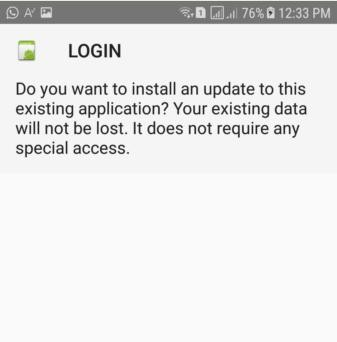 76% 12:33 PM
LOGIN
Do you want to install an update to this
existing application? Your existing data
will not be lost. It does not require any
special access.